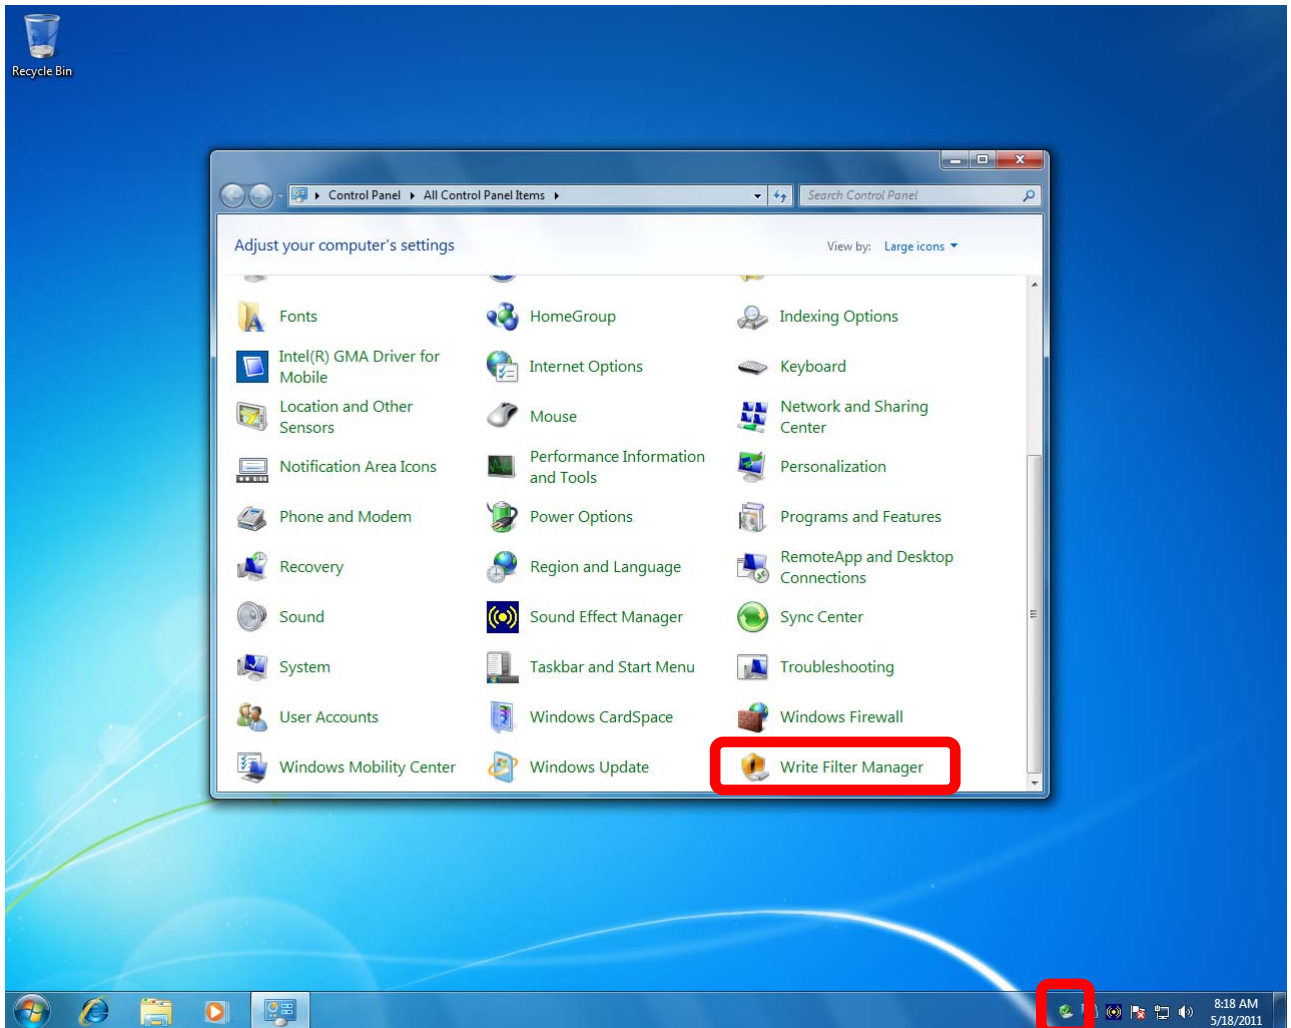 Recycle Bin
Control Panel All Control Panel Items
Search Control Panel
Adjust your computer's settings
View by: Large icons
Fonts
HomeGroup
Indexing Options
Intel(R) GMA Driver for
Mobile
Internet Options
Keyboard
Location and Other
Sensors
Mouse
Network and Sharing
Center
Notification Area Icons
Performance Information
and Tools
Personalization
Phone and Modem
Power Options
Programs and Features
Recovery
Region and Language
RemoteApp and Desktop
Connections
Sound
Sound Effect Manager
Sync Center
System
Taskbar and Start Menu
Troubleshooting
User Accounts
Windows CardSpace
Windows Firewall
Windows Mobility Center
Windows Update
Write Filter Manager
8:18 AM
5/18/2011